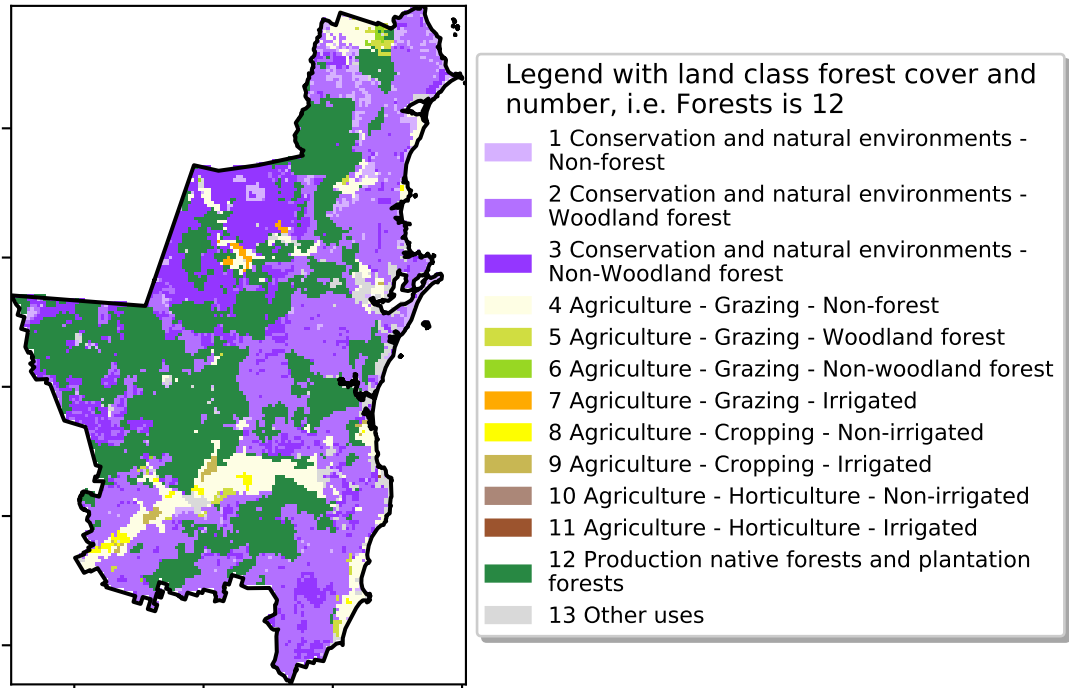 Legend with land class forest cover and
number, i.e. Forests is 12
1 Conservation and natural environments -
Non-forest
2 Conservation and natural environments -
Woodland forest
3 Conservation and natural environments -
Non-Woodland forest
4 Agriculture - Grazing - Non-forest
5 Agriculture - Grazing - Woodland forest
6 Agriculture - Grazing - Non-woodland forest
7 Agriculture - Grazing - Irrigated
8 Agriculture - Cropping - Non-irrigated
9 Agriculture - Cropping - Irrigated
10 Agriculture - Horticulture - Non-irrigated
11 Agriculture - Horticulture - Irrigated
12 Production native forests and plantation
forests
13 Other uses